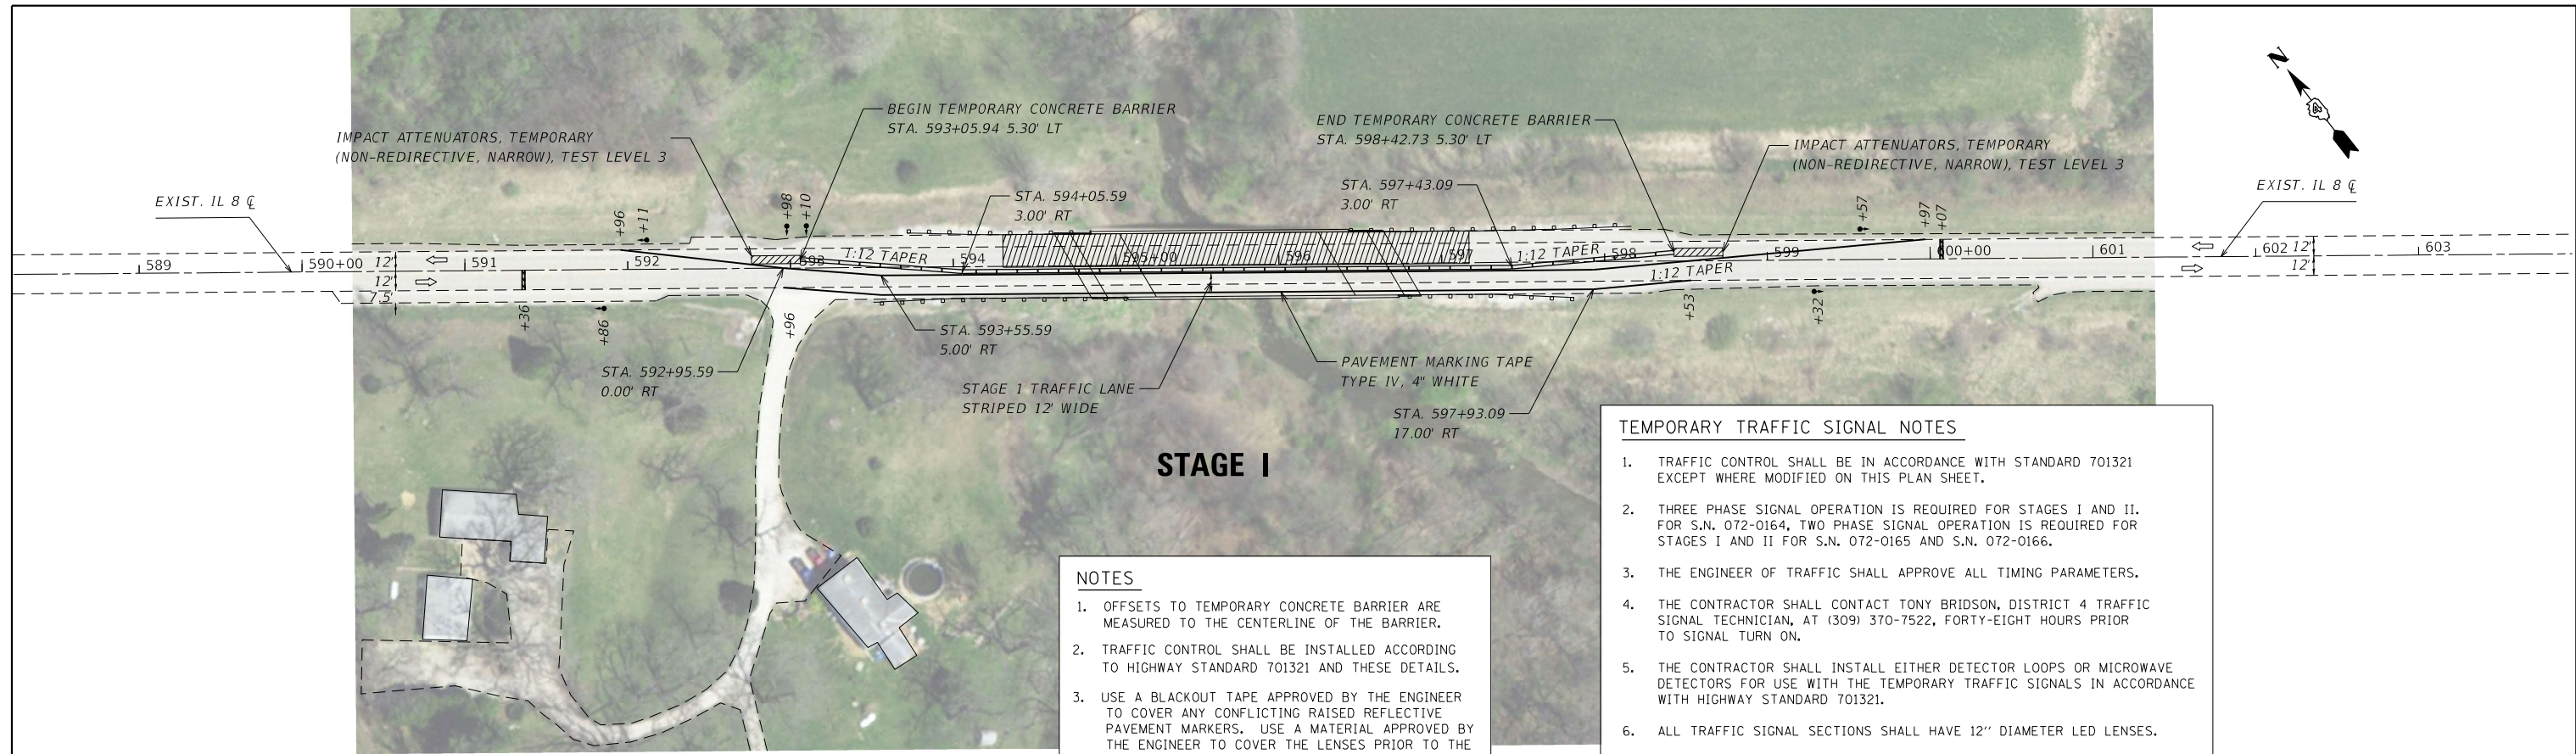 N
IMPACT ATTENUATORS, TEMPORARY
(NON-REDIRECTIVE, NARROW), TEST LEVEL 3
BEGIN TEMPORARY CONCRETE BARRIER
STA. 593+05.94 5.30' LT
END TEMPORARY CONCRETE BARRIER
STA. 598+42.73 5.30' LT
IMPACT ATTENUATORS, TEMPORARY
(NON-REDIRECTIVE, NARROW), TEST LEVEL 3
EXIST. IL 8 ℄
STA. 594+05.59
3.00' RT
STA. 597+43.09
3.00' RT
EXIST. IL 8 ℄
+96
+11
+98
+10
+57
+97
+07
589
590+00
591
592
593
594
595+00
596
597
598
599
00+00
601
602
603
12'
12'
7.5'
1:12 TAPER
1:12 TAPER
1:12 TAPER
12'
12'
+36
+86
+96
+53
+32
STA. 593+55.59
5.00' RT
STA. 592+95.59
0.00' RT
STAGE 1 TRAFFIC LANE
STRIPED 12' WIDE
PAVEMENT MARKING TAPE
TYPE IV, 4" WHITE
STA. 597+93.09
17.00' RT
STAGE I
NOTES
1. OFFSETS TO TEMPORARY CONCRETE BARRIER ARE
MEASURED TO THE CENTERLINE OF THE BARRIER.
2. TRAFFIC CONTROL SHALL BE INSTALLED ACCORDING
TO HIGHWAY STANDARD 701321 AND THESE DETAILS.
3. USE A BLACKOUT TAPE APPROVED BY THE ENGINEER
TO COVER ANY CONFLICTING RAISED REFLECTIVE
PAVEMENT MARKERS. USE A MATERIAL APPROVED BY
THE ENGINEER TO COVER THE LENSES PRIOR TO THE
TEMPORARY TRAFFIC SIGNAL NOTES
1. TRAFFIC CONTROL SHALL BE IN ACCORDANCE WITH STANDARD 701321
EXCEPT WHERE MODIFIED ON THIS PLAN SHEET.
2. THREE PHASE SIGNAL OPERATION IS REQUIRED FOR STAGES I AND II.
FOR S.N. 072-0164, TWO PHASE SIGNAL OPERATION IS REQUIRED FOR
STAGES I AND II FOR S.N. 072-0165 AND S.N. 072-0166.
3. THE ENGINEER OF TRAFFIC SHALL APPROVE ALL TIMING PARAMETERS.
4. THE CONTRACTOR SHALL CONTACT TONY BRIDSON, DISTRICT 4 TRAFFIC
SIGNAL TECHNICIAN, AT (309) 370-7522, FORTY-EIGHT HOURS PRIOR
TO SIGNAL TURN ON.
5. THE CONTRACTOR SHALL INSTALL EITHER DETECTOR LOOPS OR MICROWAVE
DETECTORS FOR USE WITH THE TEMPORARY TRAFFIC SIGNALS IN ACCORDANCE
WITH HIGHWAY STANDARD 701321.
6. ALL TRAFFIC SIGNAL SECTIONS SHALL HAVE 12'' DIAMETER LED LENSES.